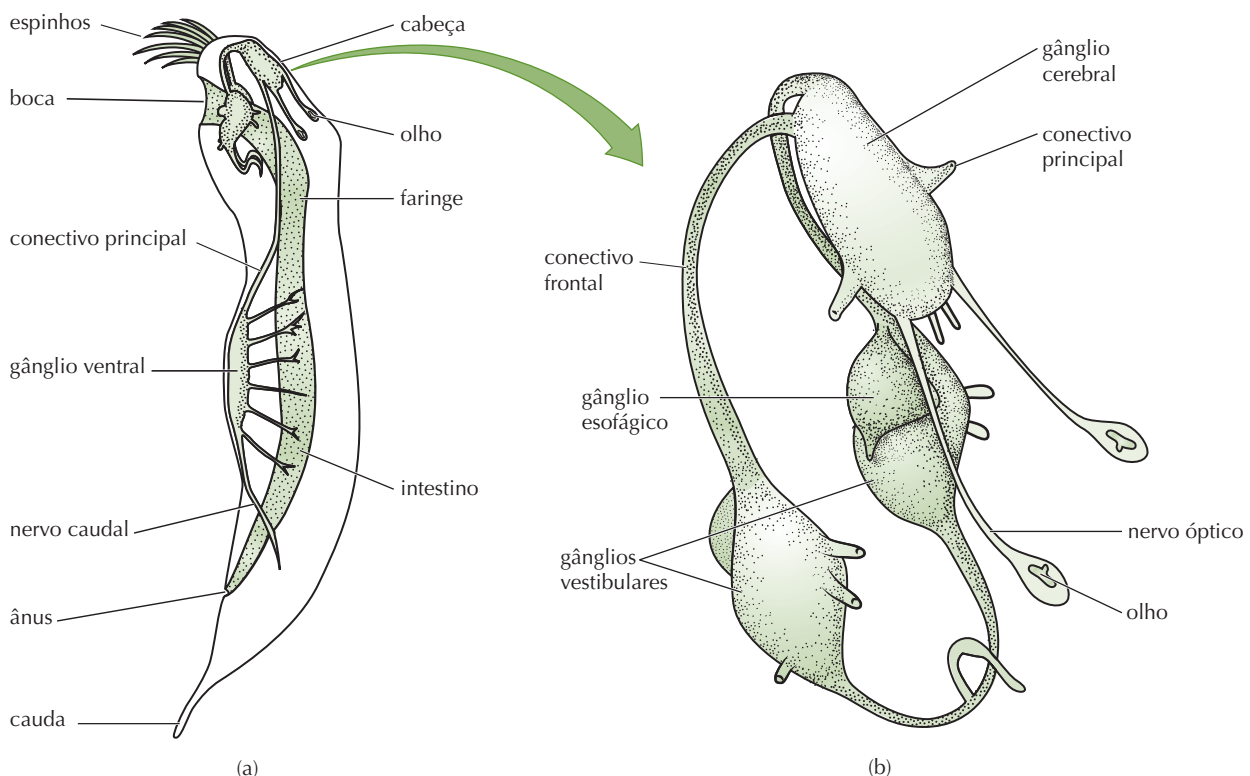 espinhos
boca
conectivo principal
gânglio ventral
nervo caudal
ânus
cauda
cabeça
olho
faringe
intestino
(a)
gânglio
cerebral
conectivo
principal
conectivo
frontal
gânglio
esofágico
gânglios
vestibulares
nervo óptico
olho
(b)